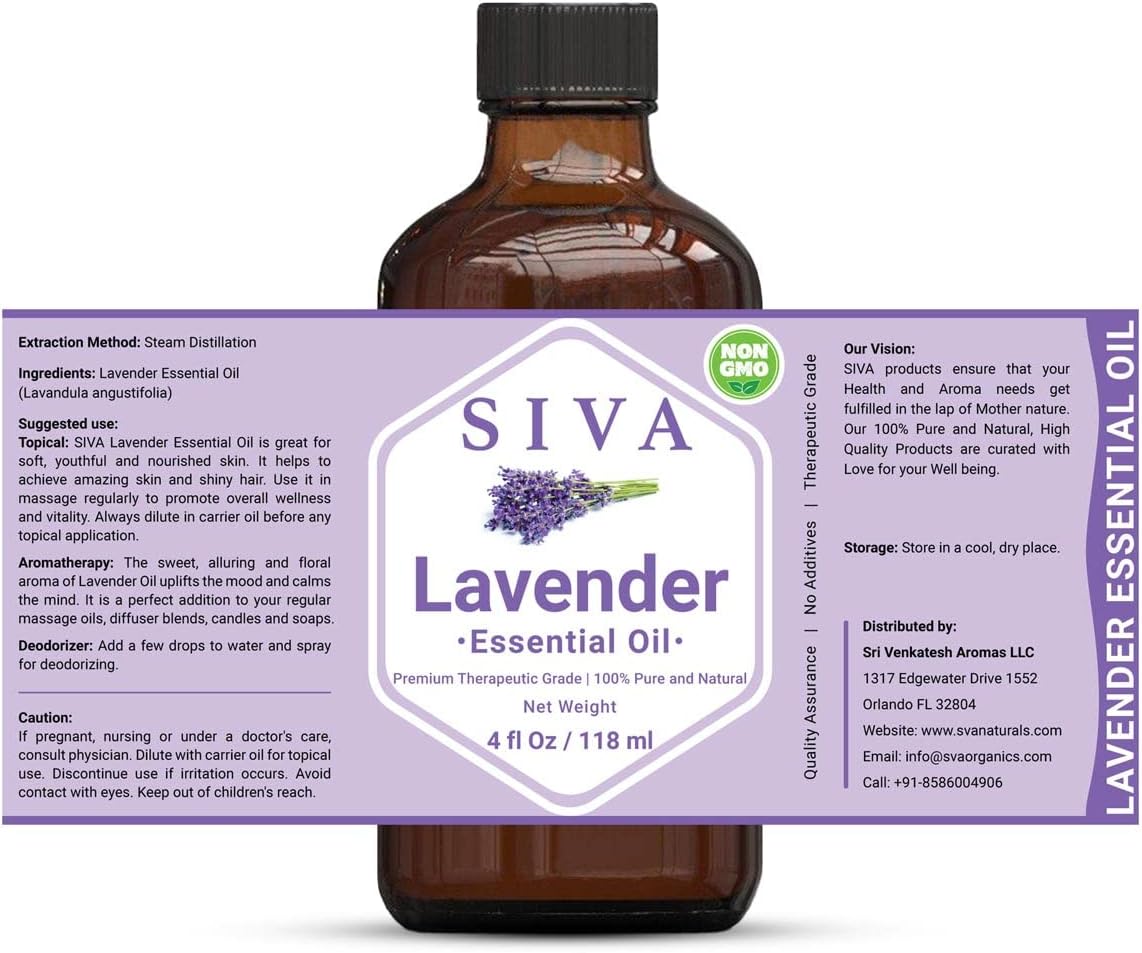 Extraction Method: Steam Distillation
Ingredients: Lavender Essential Oil
(Lavandula angustifolia)
Suggested use:
Topical: SIVA Lavender Essential Oil is great for
soft, youthful and nourished skin. It helps to
achieve amazing skin and shiny hair. Use it in
massage regularly to promote overall wellness
and vitality. Always dilute in carrier oil before any
topical application.
Aromatherapy: The sweet, alluring and floral
aroma of Lavender Oil uplifts the mood and calms
the mind. It is a perfect addition to your regular
massage oils, diffuser blends, candles and soaps.
Deodorizer: Add a few drops to water and spray
for deodorizing.
Caution:
If pregnant, nursing or under a doctor's care,
consult physician. Dilute with carrier oil for topical
use. Discontinue use if irritation occurs. Avoid
contact with eyes. Keep out of children's reach.
SIVA
Lavender
•Essential Oil•
Premium Therapeutic Grade | 100% Pure and Natural
Net Weight
4 fl Oz / 118 ml
NON
GMO
Quality Assurance | No Additives | Therapeutic Grade
Our Vision:
SIVA products ensure that your
Health and Aroma needs get
fulfilled in the lap of Mother nature.
Our 100% Pure and Natural, High
Quality Products are curated with
Love for your Well being.
Storage: Store in a cool, dry place.
Distributed by:
Sri Venkatesh Aromas LLC
1317 Edgewater Drive 1552
Orlando FL 32804
Website: www.svanaturals.com
Email: info@svaorganics.com
Call: +91-8586004906
LAVENDER ESSENTIAL OIL